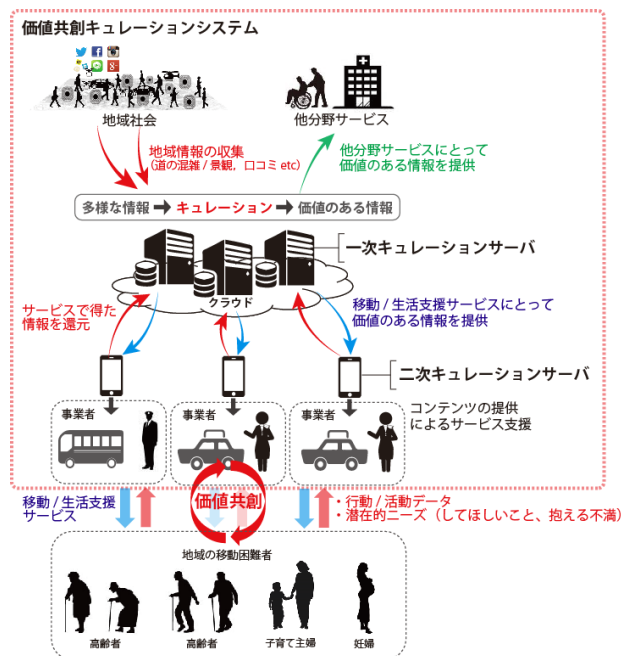 価値共創キュレーションシステム
地域社会
他分野サービス
地域情報の収集
（道の混雑 / 景観，口コミ etc）
他分野サービスにとって
価値のある情報を提供
多様な情報 ➡ キュレーション ➡ 価値のある情報
一次キュレーションサーバ
クラウド
サービスで得た
情報を還元
移動 / 生活支援サービスにとって
価値のある情報を提供
二次キュレーションサーバ
事業者
事業者
事業者
コンテンツの提供
によるサービス支援
移動 / 生活支援
サービス
価値共創
・行動 / 活動データ
・潜在的ニーズ（してほしいこと、抱える不満）
地域の移動困難者
高齢者
高齢者
子育て主婦
妊婦